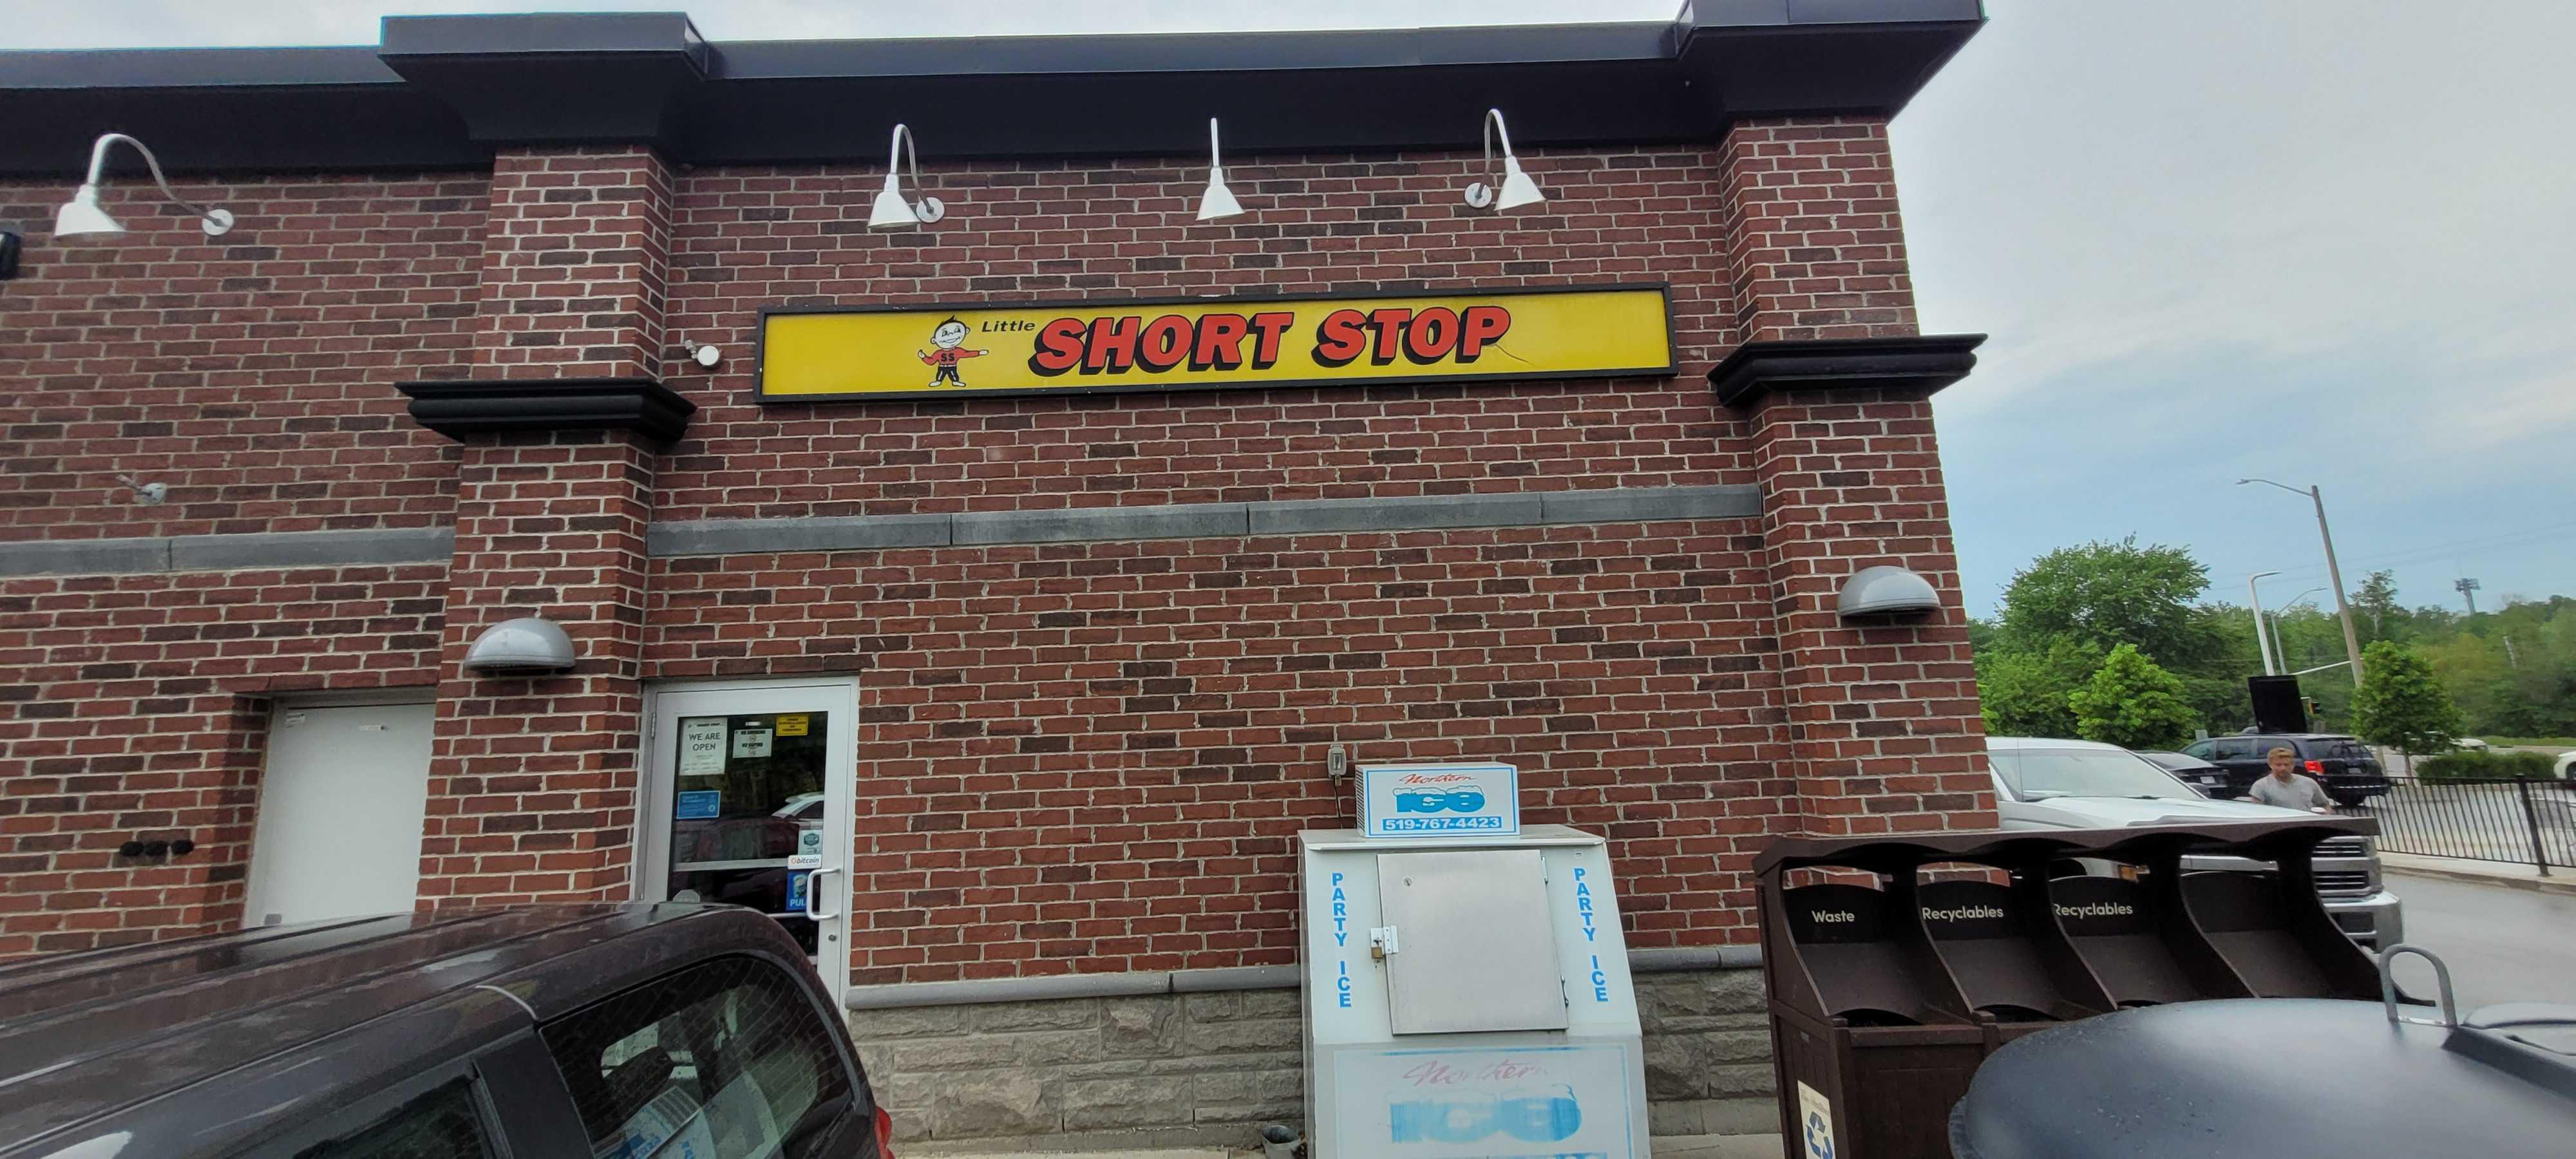 Little SHORT STOP
SS
WE ARE
OPEN
bitcoin
PUL
Northern
ICE
519-767-4423
PARTY ICE
PARTY ICE
Northern
ICE
Waste
Recyclables
Recyclables